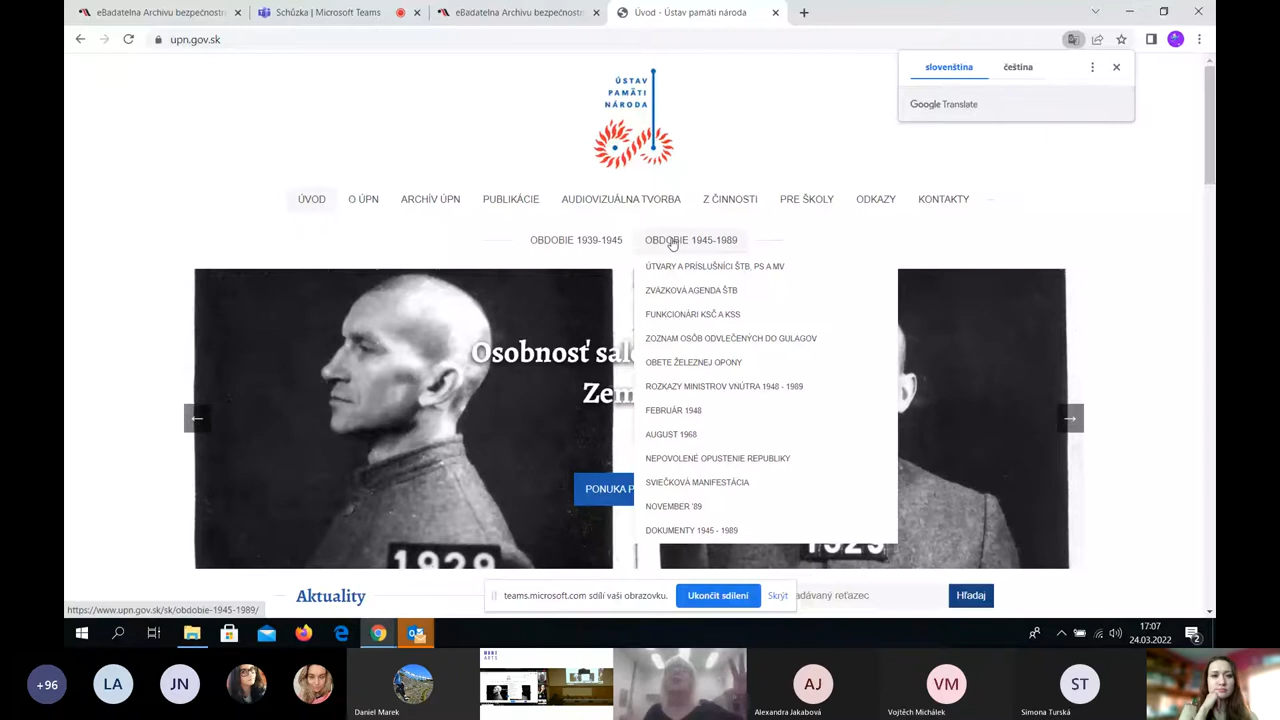 eBadatelna Archivu bezpečnostn
Schůzka | Microsoft Teams
eBadatelna Archivu bezpečnostn
Úvod - Ústav pamäti národa
upn.gov.sk
slovenština
čeština
Google Translate
ÚSTAV
PAMÄTI
NÁRODA
ÚVOD
O ÚPN
ARCHÍV ÚPN
PUBLIKÁCIE
AUDIOVIZUÁLNA TVORBA
Z ČINNOSTI
PRE ŠKOLY
ODKAZY
KONTAKTY
OBDOBIE 1939-1945
OBDOBIE 1945-1989
ÚTVARY A PRÍSLUŠNÍCI ŠTB, PS A MV
ZVÄZKOVÁ AGENDA ŠTB
FUNKCIONÁRI KSČ A KSS
ZOZNAM OSÔB ODVLEČENÝCH DO GULAGOV
OBETE ŽELEZNEJ OPONY
ROZKAZY MINISTROV VNÚTRA 1948 - 1989
FEBRUÁR 1948
AUGUST 1968
NEPOVOLENÉ OPUSTENIE REPUBLIKY
SVIEČKOVÁ MANIFESTÁCIA
NOVEMBER '89
DOKUMENTY 1945 - 1989
Osobnosť
Zem
PONUKA P
1929
1929
Aktuality
teams.microsoft.com sdílí vaši obrazovku.
Ukončit sdílení
Skrýt
adávaný reťazec
Hľadaj
https://www.upn.gov.sk/sk/obdobie-1945-1989/
17:07
24.03.2022
2
+96
LA
JN
Daniel Marek
MUNI
ARTS
AJ
Alexandra Jakabová
VM
Vojtěch Michálek
ST
Simona Turská